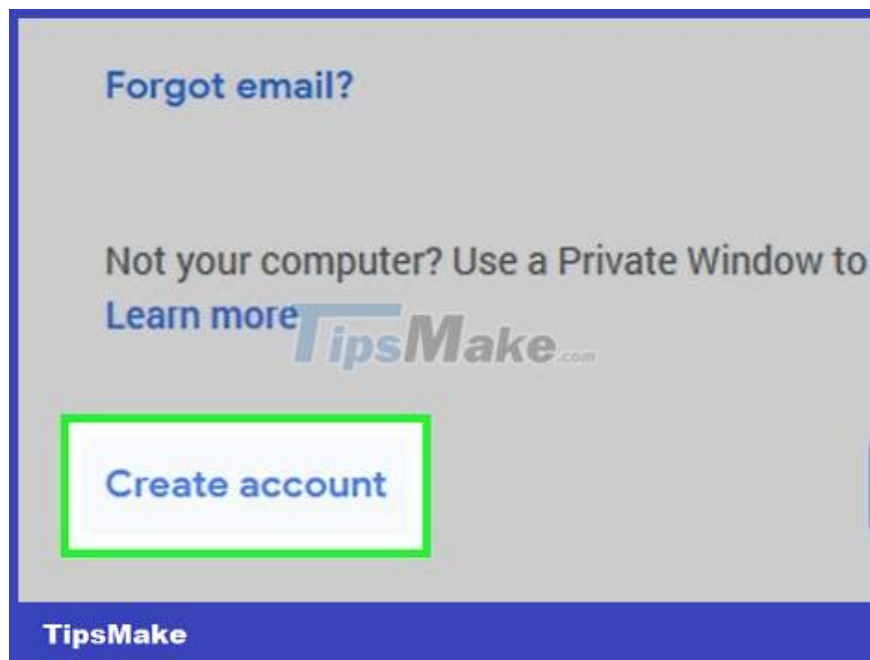 Forgot email?
Not your computer? Use a Private Window to
Learn more
TipsMake.com
Create account
TipsMake